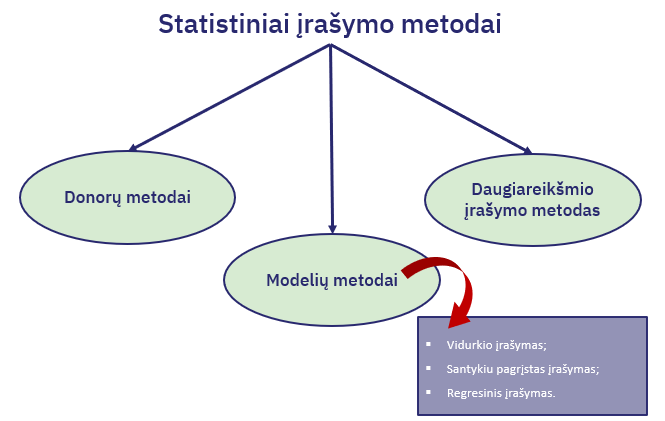 Statistiniai įrašymo metodai
Donorų metodai
Daugiareikšmio
įrašymo metodas
Modelių metodai
▪ Vidurkio įrašymas;
▪ Santykiu pagrįstas įrašymas;
▪ Regresinis įrašymas.